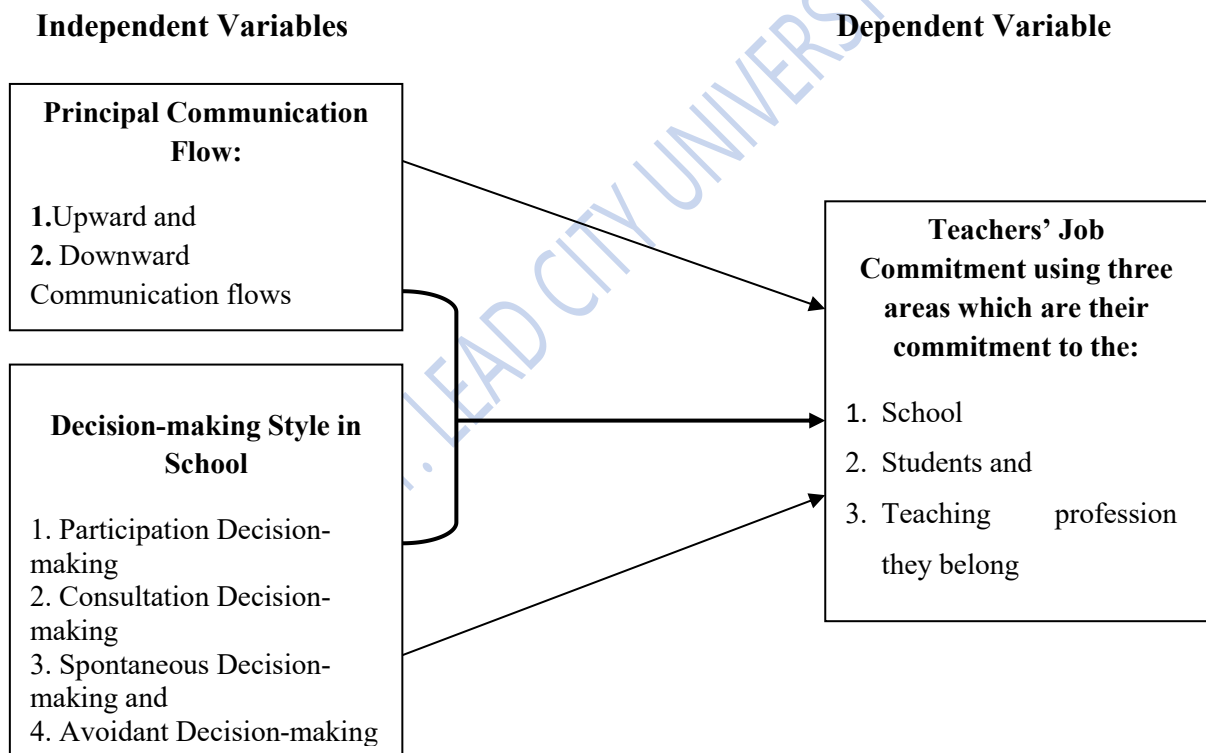 Independent Variables
Dependent Variable
Principal Communication
Flow:
1.Upward and
2. Downward
Communication flows
Decision-making Style in
School
1. Participation Decision-
making
2. Consultation Decision-
making
3. Spontaneous Decision-
making and
4. Avoidant Decision-making
Teachers’ Job
Commitment using three
areas which are their
commitment to the:
1. School
2. Students and
3. Teaching profession
they belong
LEAD CITY